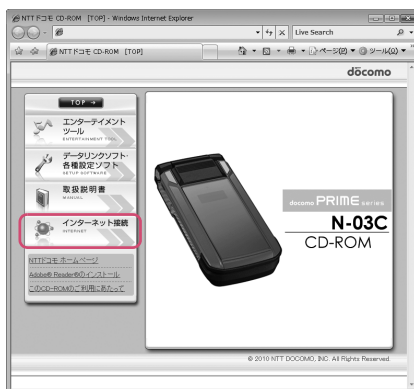 NTTドコモ CD-ROM [TOP] - Windows Internet Explorer
Live Search
NTTドコモ CD-ROM [TOP]
ページ(P)
ツール(O)
döcomo
TOP
エンターテイメント
ツール
ENTERTAINMENT TOOL
データリンクソフト・
各種設定ソフト
SETUP SOFTWARE
取扱説明書
MANUAL
インターネット接続
INTERNET
NTTドコモ ホームページ
Adobe® Reader®のインストール
このCD-ROMのご利用にあたって
docomo PRIME series
N-03C
CD-ROM
© 2010 NTT DOCOMO, INC. All Rights Reserved.